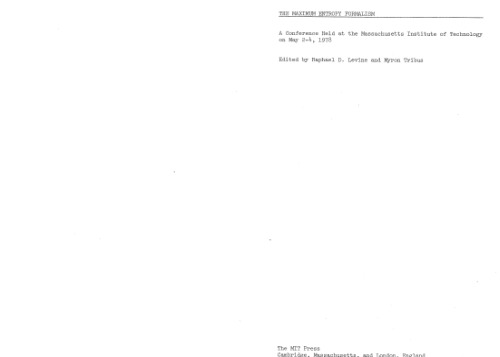 THE MAXIMUM ENTROPY FORMALISM
A Conference Held at the Massachusetts Institute of Technology
on May 2-4, 1978
Edited by Raphael D. Levine and Myron Tribus
The MIT Press
Cambridge, Massachusetts, and London, England